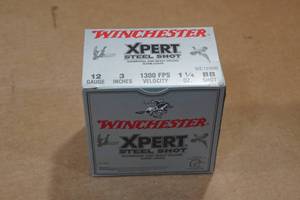 WINCHESTER
XPERT
STEEL SHOT
12 3 1300 FPS 1 1/4 BB
GAUGE INCHES VELOCITY OZ.
WINCHESTER
XPERT
STEEL SHOT